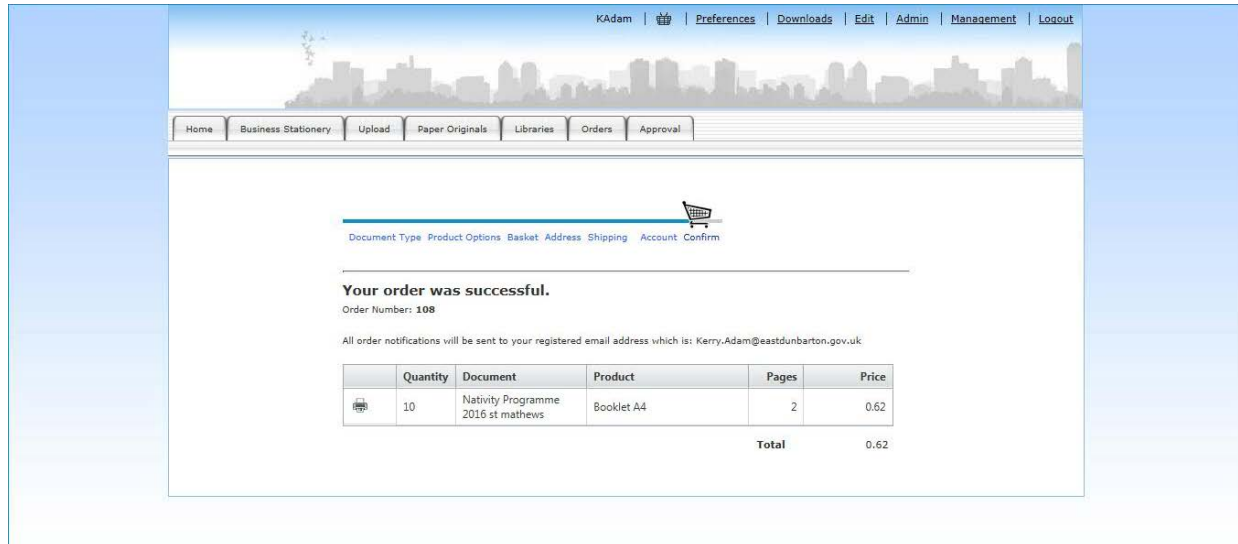 KAdam | | Preferences | Downloads | Edit | Admin | Management | Logout
Home Business Stationery Upload Paper Originals Libraries Orders Approval
Document Type Product Options Basket Address Shipping Account Confirm
Your order was successful.
Order Number: 108
All order notifications will be sent to your registered email address which is: Kerry.Adam@eastdunbarton.gov.uk
Quantity Document Product Pages Price
10 Nativity Programme Booklet A4 2 0.62
2016 st mathews
Total 0.62